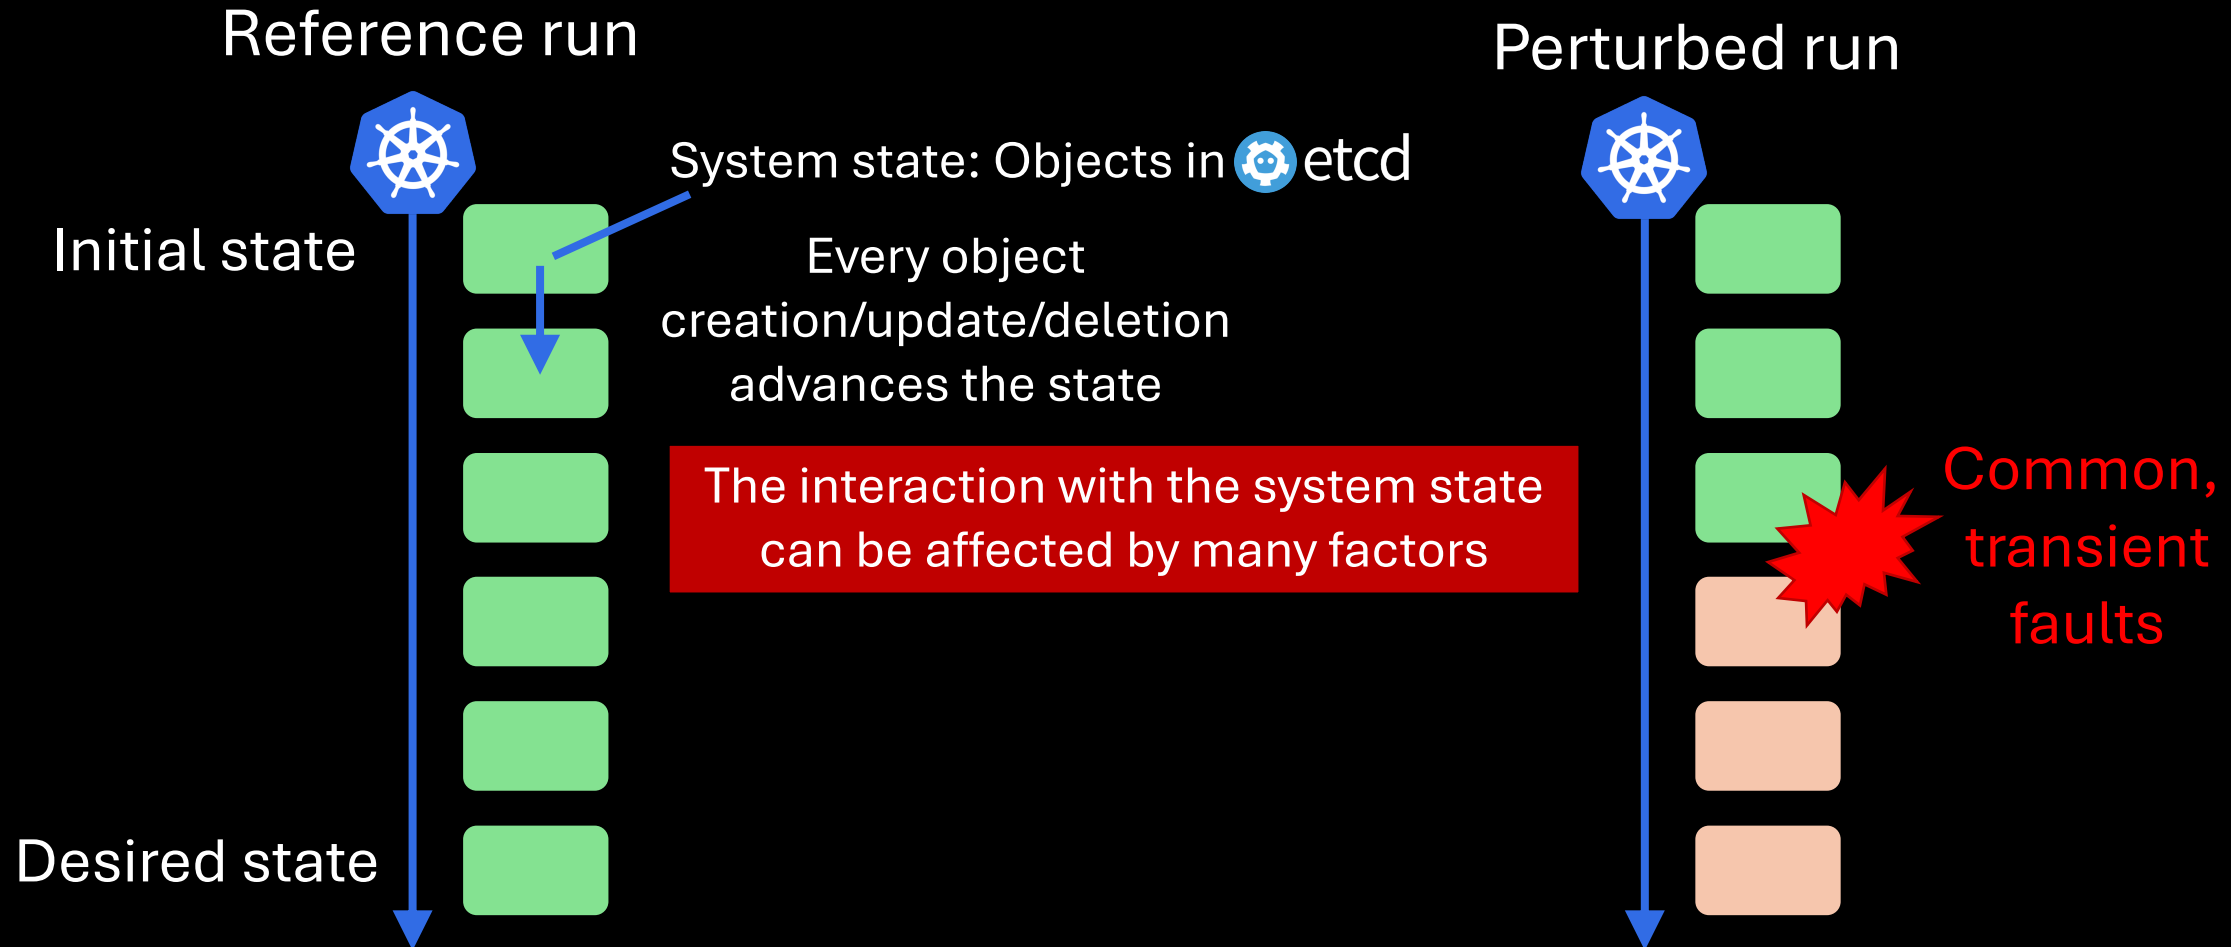 Reference run
Perturbed run
System state: Objects in etcd
Initial state
Every object
creation/update/deletion
advances the state
The interaction with the system state
can be affected by many factors
Common,
transient
faults
Desired state